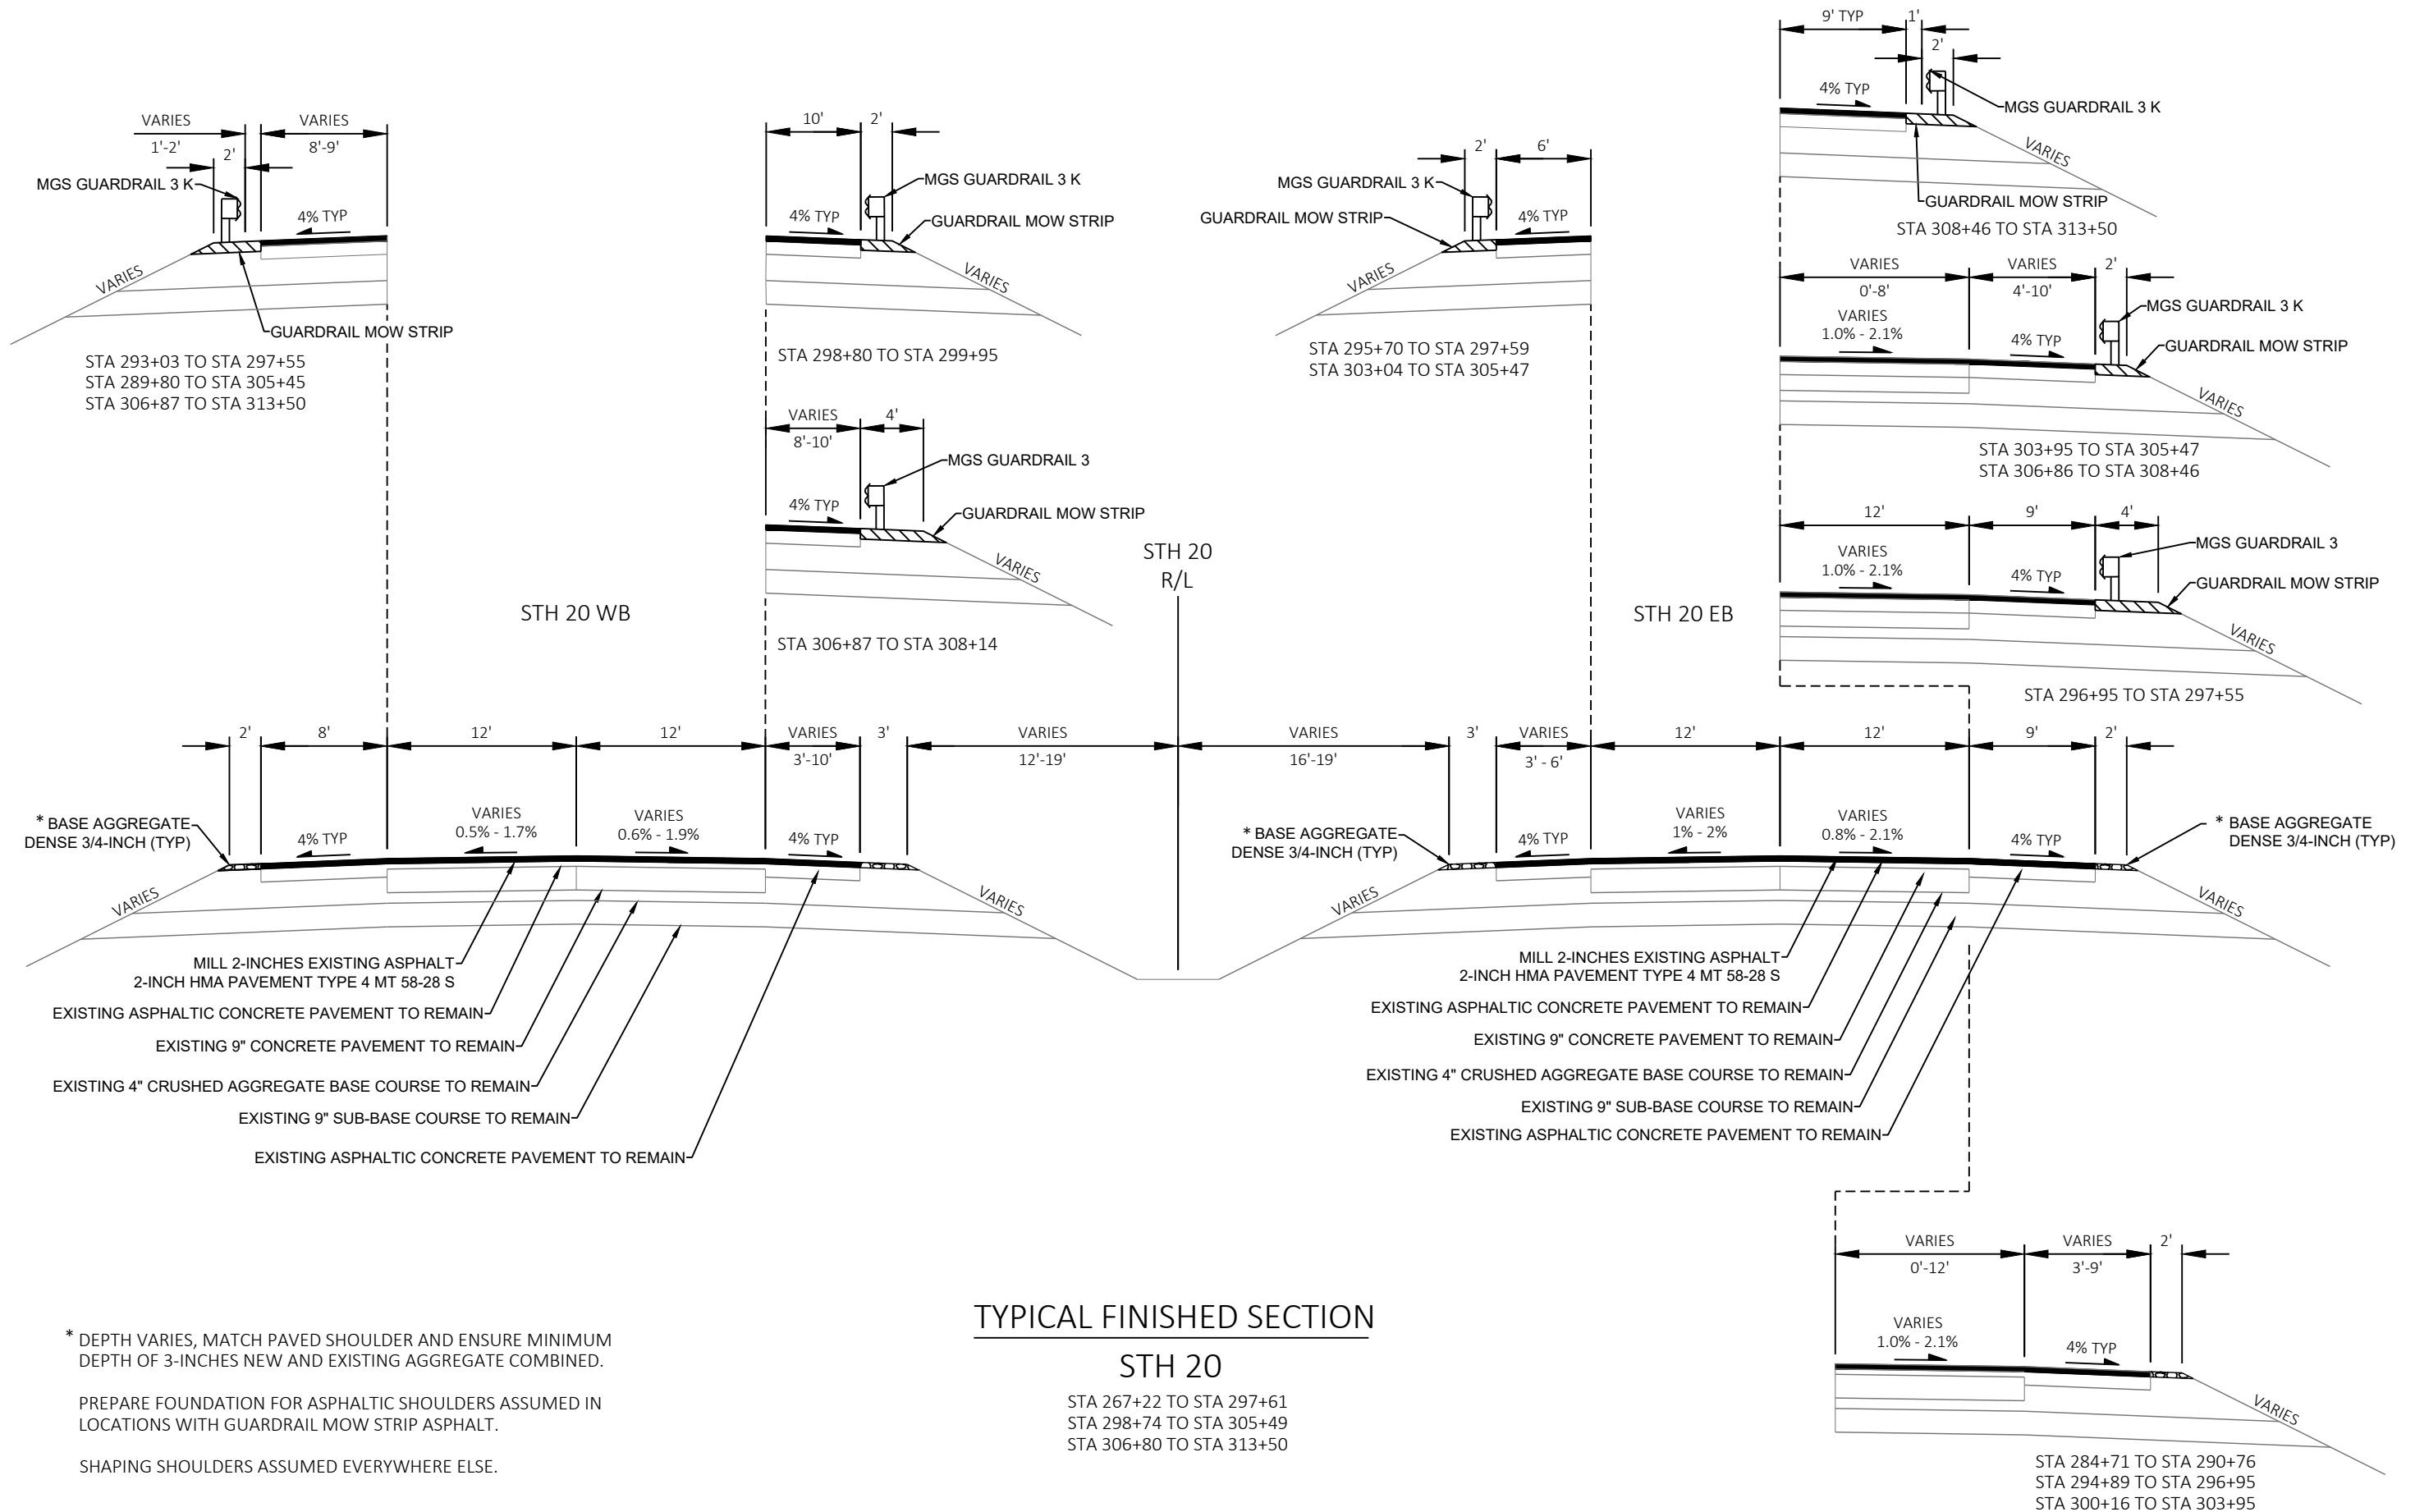 VARIES
1'-2'
VARIES
8'-9'
2'
MGS GUARDRAIL 3 K
4% TYP
VARIES
GUARDRAIL MOW STRIP
STA 293+03 TO STA 297+55
STA 289+80 TO STA 305+45
STA 306+87 TO STA 313+50
10'
2'
MGS GUARDRAIL 3 K
GUARDRAIL MOW STRIP
4% TYP
VARIES
STA 298+80 TO STA 299+95
VARIES
8'-10'
4'
MGS GUARDRAIL 3
4% TYP
GUARDRAIL MOW STRIP
VARIES
STA 306+87 TO STA 308+14
STH 20 WB
STH 20
R/L
2'
6'
MGS GUARDRAIL 3 K
GUARDRAIL MOW STRIP
4% TYP
VARIES
STA 295+70 TO STA 297+59
STA 303+04 TO STA 305+47
STH 20 EB
9' TYP
1'
2'
4% TYP
MGS GUARDRAIL 3 K
VARIES
GUARDRAIL MOW STRIP
STA 308+46 TO STA 313+50
VARIES
0'-8'
VARIES
4'-10'
2'
VARIES
1.0% - 2.1%
4% TYP
MGS GUARDRAIL 3 K
GUARDRAIL MOW STRIP
VARIES
STA 303+95 TO STA 305+47
STA 306+86 TO STA 308+46
12'
9'
4'
VARIES
1.0% - 2.1%
4% TYP
MGS GUARDRAIL 3
GUARDRAIL MOW STRIP
VARIES
STA 296+95 TO STA 297+55
2'
8'
12'
12'
VARIES
3'-10'
3'
VARIES
12'-19'
VARIES
16'-19'
3'
VARIES
3' - 6'
12'
12'
9'
2'
* BASE AGGREGATE
DENSE 3/4-INCH (TYP)
4% TYP
VARIES
0.5% - 1.7%
VARIES
0.6% - 1.9%
4% TYP
VARIES
VARIES
* BASE AGGREGATE
DENSE 3/4-INCH (TYP)
4% TYP
VARIES
1% - 2%
VARIES
0.8% - 2.1%
4% TYP
* BASE AGGREGATE
DENSE 3/4-INCH (TYP)
VARIES
VARIES
MILL 2-INCHES EXISTING ASPHALT
2-INCH HMA PAVEMENT TYPE 4 MT 58-28 S
EXISTING ASPHALTIC CONCRETE PAVEMENT TO REMAIN
EXISTING 9" CONCRETE PAVEMENT TO REMAIN
EXISTING 4" CRUSHED AGGREGATE BASE COURSE TO REMAIN
EXISTING 9" SUB-BASE COURSE TO REMAIN
EXISTING ASPHALTIC CONCRETE PAVEMENT TO REMAIN
MILL 2-INCHES EXISTING ASPHALT
2-INCH HMA PAVEMENT TYPE 4 MT 58-28 S
EXISTING ASPHALTIC CONCRETE PAVEMENT TO REMAIN
EXISTING 9" CONCRETE PAVEMENT TO REMAIN
EXISTING 4" CRUSHED AGGREGATE BASE COURSE TO REMAIN
EXISTING 9" SUB-BASE COURSE TO REMAIN
EXISTING ASPHALTIC CONCRETE PAVEMENT TO REMAIN
VARIES
0'-12'
VARIES
3'-9'
2'
VARIES
1.0% - 2.1%
4% TYP
VARIES
STA 284+71 TO STA 290+76
STA 294+89 TO STA 296+95
STA 300+16 TO STA 303+95
TYPICAL FINISHED SECTION
STH 20
STA 267+22 TO STA 297+61
STA 298+74 TO STA 305+49
STA 306+80 TO STA 313+50
* DEPTH VARIES, MATCH PAVED SHOULDER AND ENSURE MINIMUM
DEPTH OF 3-INCHES NEW AND EXISTING AGGREGATE COMBINED.
PREPARE FOUNDATION FOR ASPHALTIC SHOULDERS ASSUMED IN
LOCATIONS WITH GUARDRAIL MOW STRIP ASPHALT.
SHAPING SHOULDERS ASSUMED EVERYWHERE ELSE.